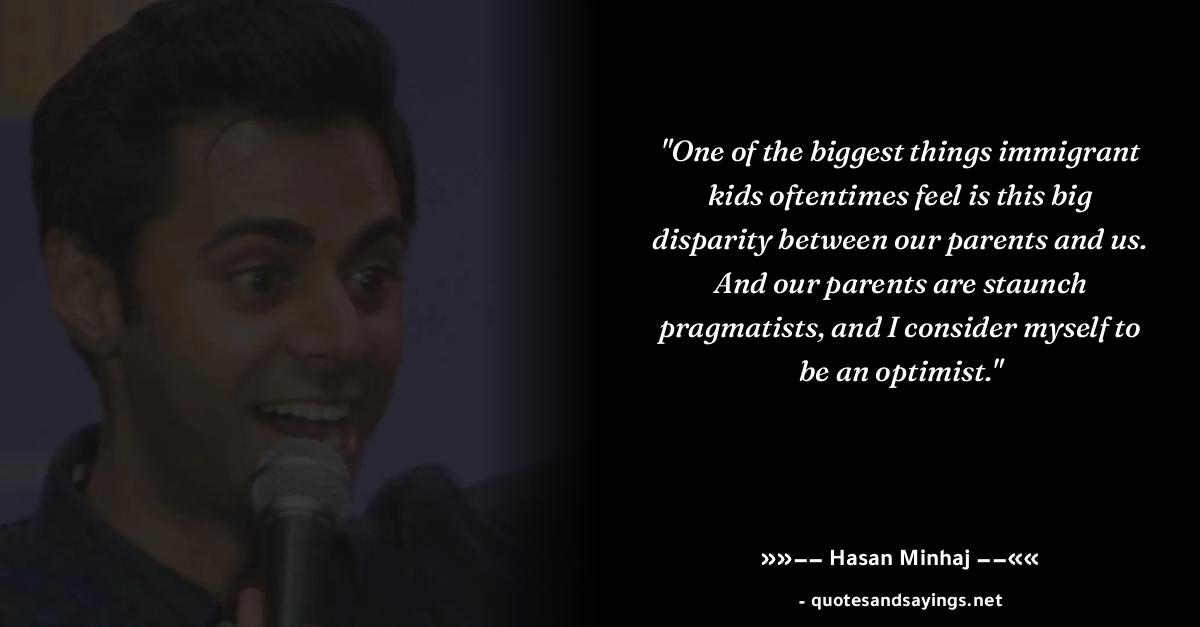 "One of the biggest things immigrant
kids oftentimes feel is this big
disparity between our parents and us.
And our parents are staunch
pragmatists, and I consider myself to
be an optimist."
»»−− Hasan Minhaj −−««
- quotesandsayings.net